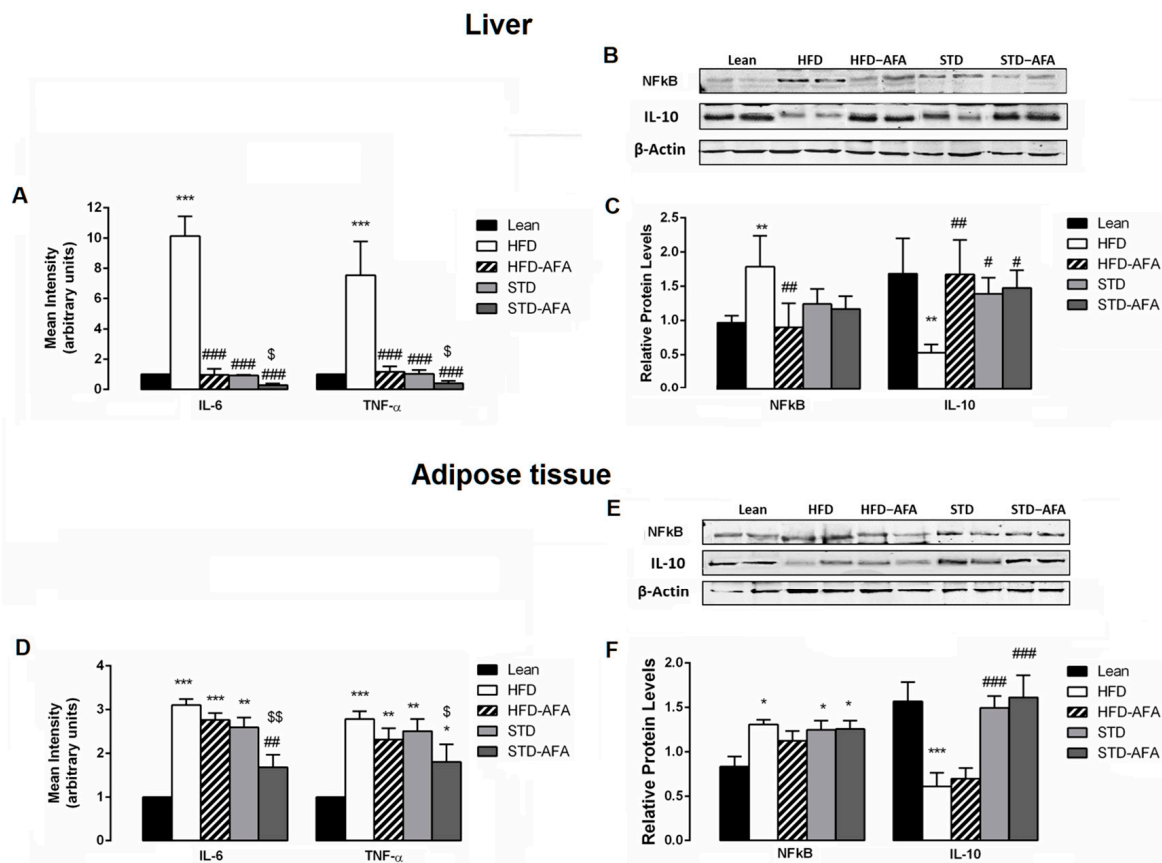 Liver
B
Lean HFD HFD–AFA STD STD–AFA
NFkB
IL-10
β-Actin
A
Mean Intensity
(arbitrary units)
12
10
8
6
4
2
0
***
###
###
$
###
***
###
###
$
###
IL-6
TNF-α
Lean
HFD
HFD-AFA
STD
STD-AFA
C
Relative Protein Levels
2.5
2.0
1.5
1.0
0.5
0.0
**
##
**
##
#
#
NFkB
IL-10
Lean
HFD
HFD-AFA
STD
STD-AFA
Adipose tissue
E
Lean HFD HFD–AFA STD STD–AFA
NFkB
IL-10
β-Actin
D
Mean Intensity
(arbitrary units)
4
3
2
1
0
***
***
**
$$
##
***
**
**
$
*
IL-6
TNF-α
Lean
HFD
HFD-AFA
STD
STD-AFA
F
Relative Protein Levels
2.0
1.5
1.0
0.5
0.0
*
*
*
***
###
###
NFkB
IL-10
Lean
HFD
HFD-AFA
STD
STD-AFA